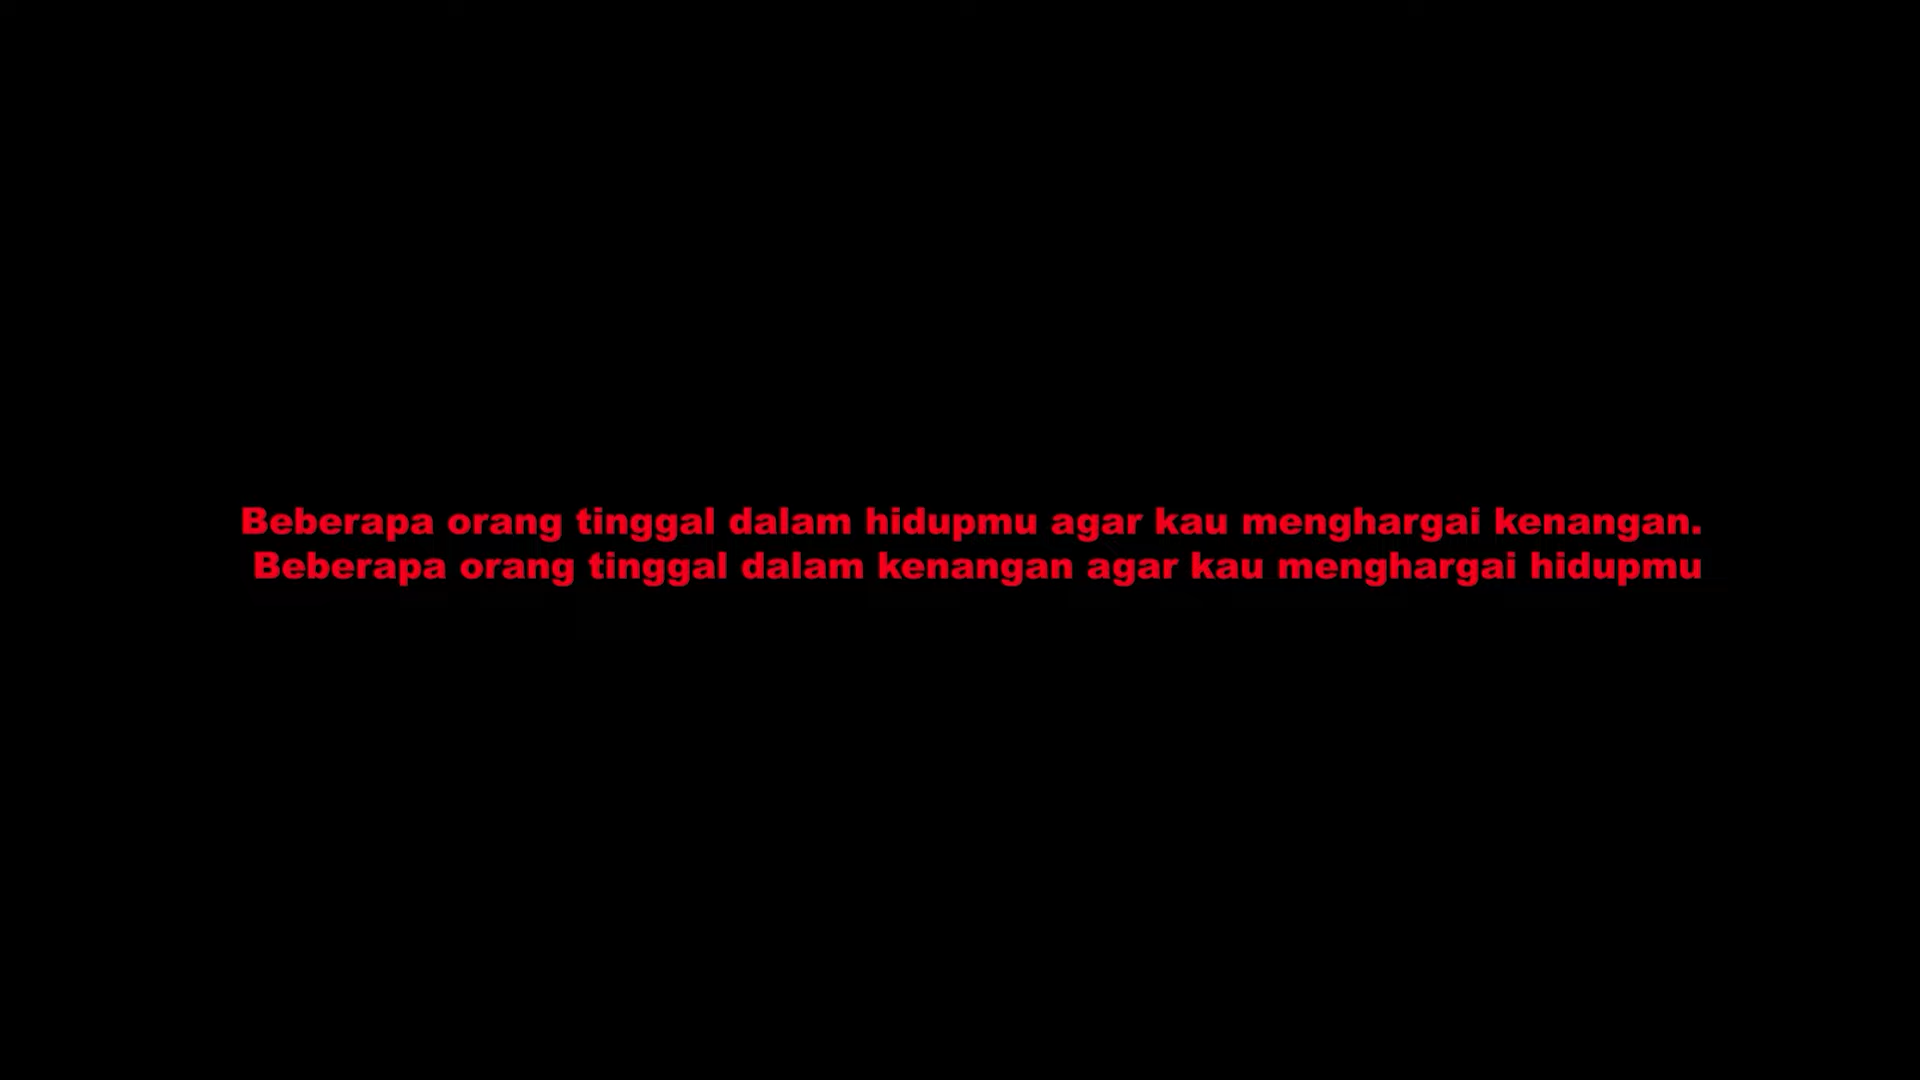 Beberapa orang tinggal dalam hidupmu agar kau menghargai kenangan.
Beberapa orang tinggal dalam kenangan agar kau menghargai hidupmu